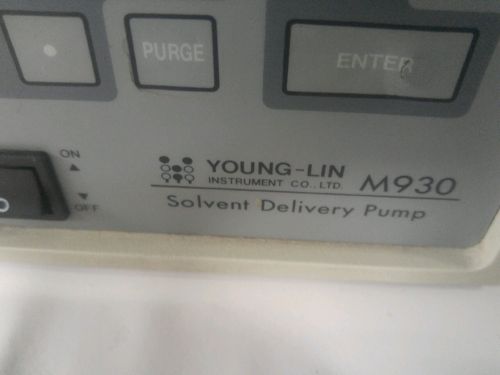 PURGE
ENTER
ON
YOUNG-LIN
INSTRUMENT CO., LTD. M930
OFF
Solvent Delivery Pump